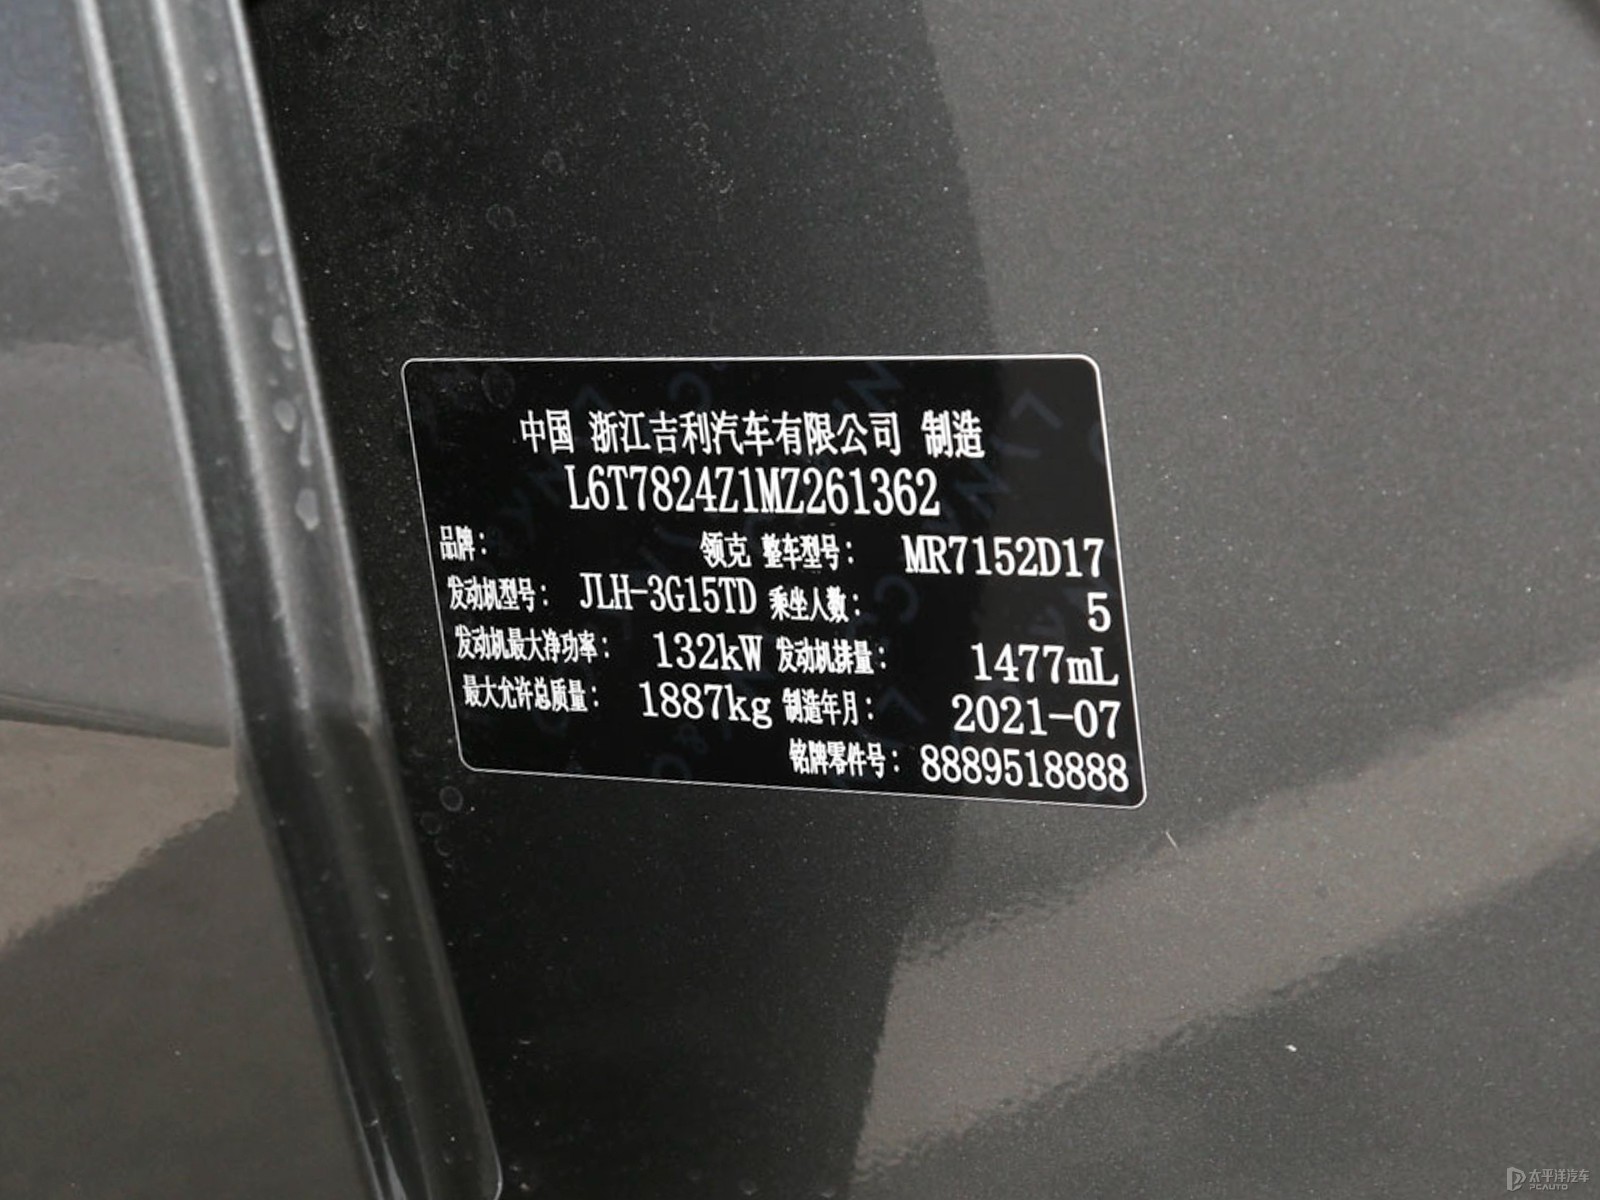 中国 浙江吉利汽车有限公司 制造
L6T7824Z1MZ261362
品牌： 领克 整车型号： MR7152D17
发动机型号： JLH-3G15TD 乘坐人数： 5
发动机最大净功率： 132kW 发动机排量： 1477mL
最大允许总质量： 1887kg 制造年月： 2021-07
铭牌零件号： 8889518888
太平洋汽车
PCAUTO